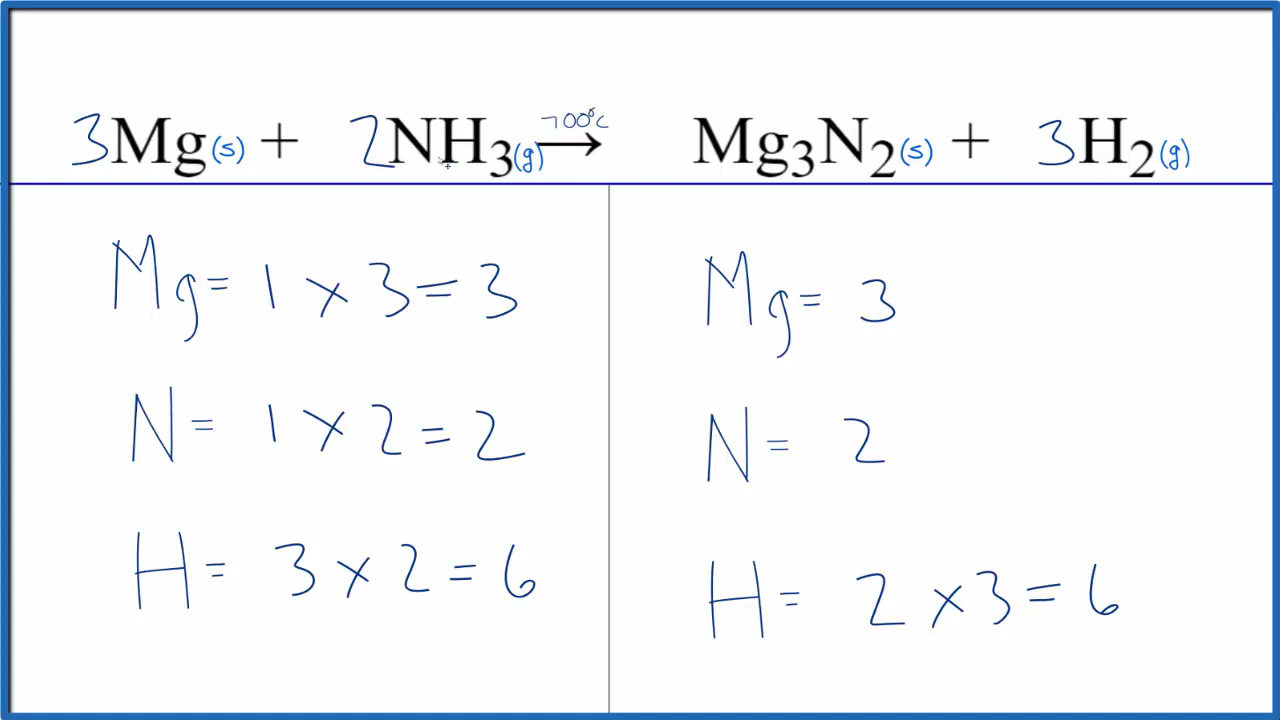 3Mg(s) + 2NH3(g) 700°C → Mg3N2(s) + 3H2(g)
Mg= 1 x 3 = 3
N= 1 x 2 = 2
H= 3 x 2 = 6
Mg= 3
N= 2
H= 2 x 3 = 6